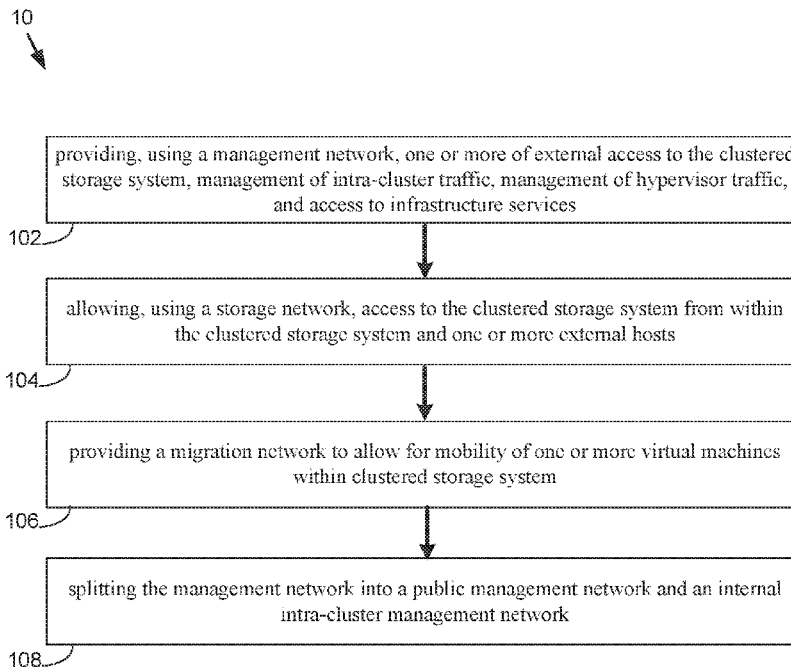 10
providing, using a management network, one or more of external access to the clustered
storage system, management of intra-cluster traffic, management of hypervisor traffic,
and access to infrastructure services
102
allowing, using a storage network, access to the clustered storage system from within
the clustered storage system and one or more external hosts
104
providing a migration network to allow for mobility of one or more virtual machines
within clustered storage system
106
splitting the management network into a public management network and an internal
intra-cluster management network
108